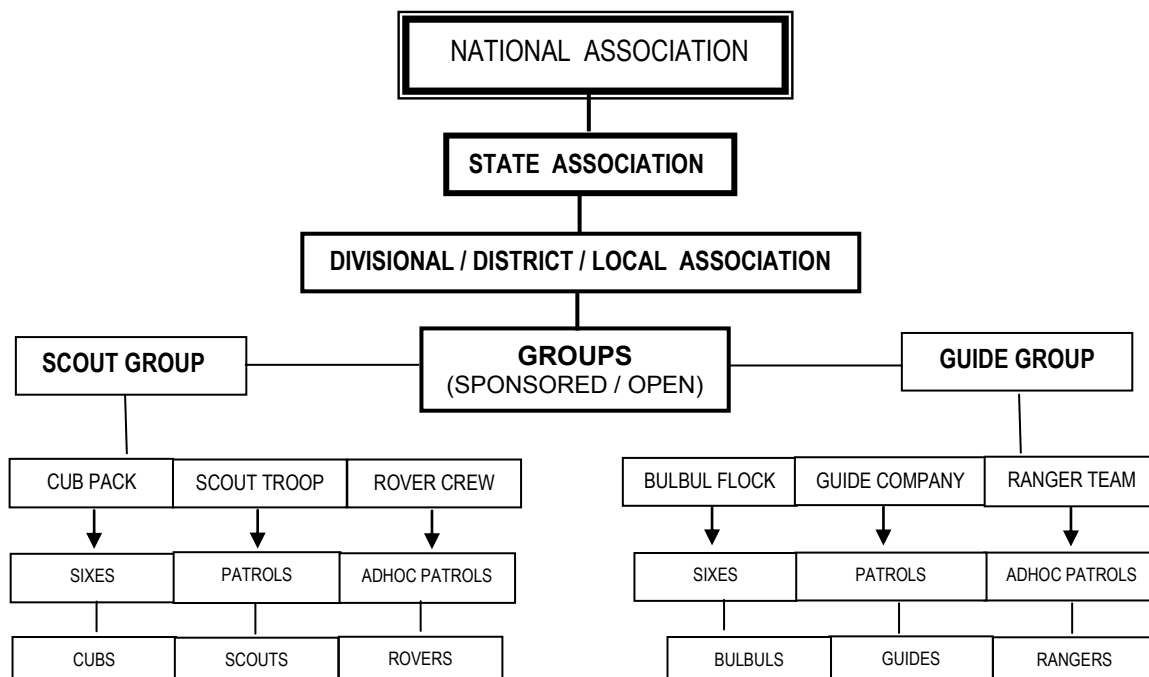 NATIONAL ASSOCIATION
STATE ASSOCIATION
DIVISIONAL / DISTRICT / LOCAL ASSOCIATION
SCOUT GROUP
GROUPS
(SPONSORED / OPEN)
GUIDE GROUP
CUB PACK
SCOUT TROOP
ROVER CREW
BULBUL FLOCK
GUIDE COMPANY
RANGER TEAM
SIXES
PATROLS
ADHOC PATROLS
SIXES
PATROLS
ADHOC PATROLS
CUBS
SCOUTS
ROVERS
BULBULS
GUIDES
RANGERS